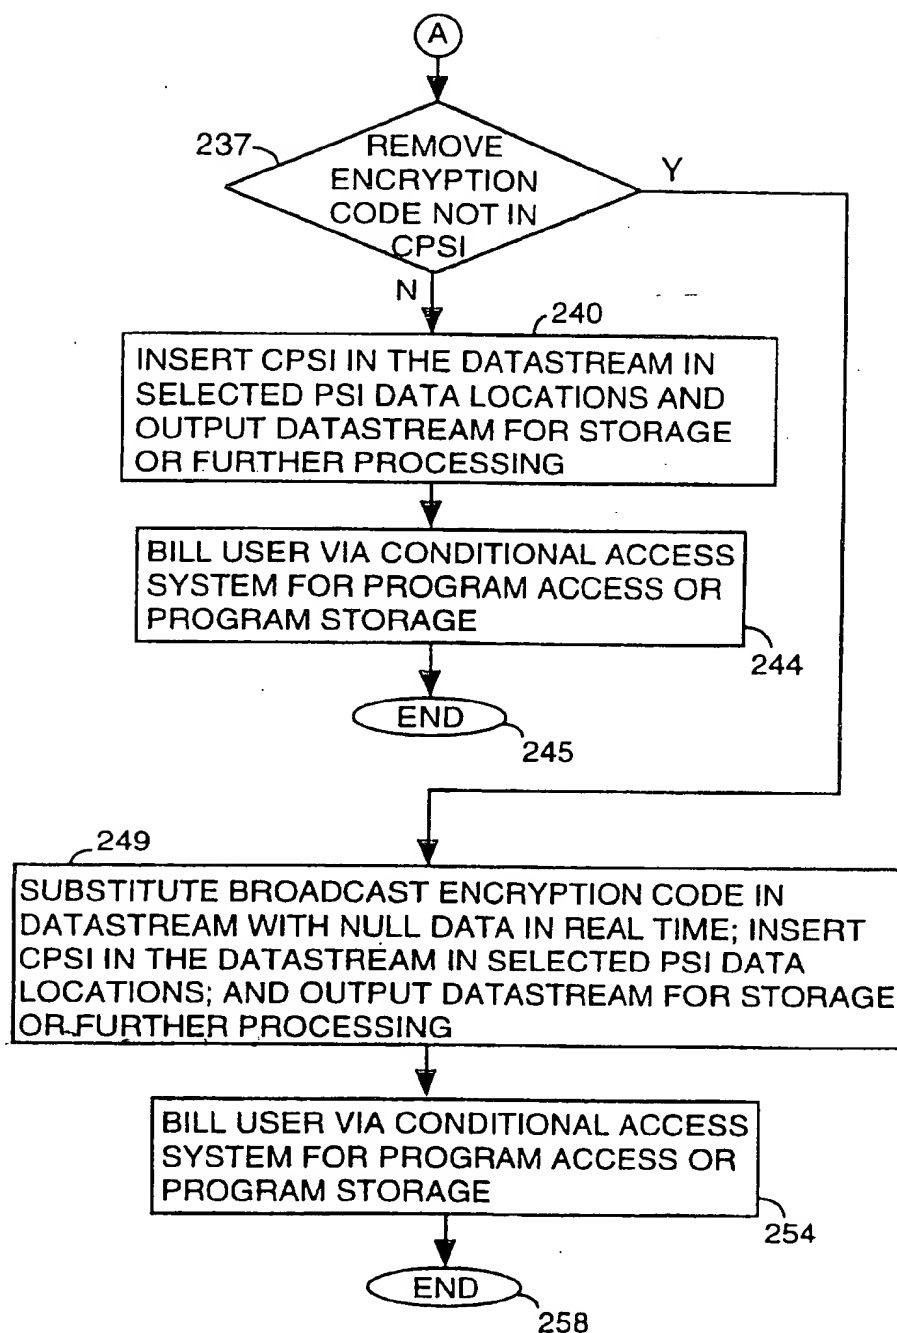 A
237
REMOVE
ENCRYPTION
CODE NOT IN
CPSI
Y
N
240
INSERT CPSI IN THE DATASTREAM IN
SELECTED PSI DATA LOCATIONS AND
OUTPUT DATASTREAM FOR STORAGE
OR FURTHER PROCESSING
BILL USER VIA CONDITIONAL ACCESS
SYSTEM FOR PROGRAM ACCESS OR
PROGRAM STORAGE
244
END
245
249
SUBSTITUTE BROADCAST ENCRYPTION CODE IN
DATASTREAM WITH NULL DATA IN REAL TIME; INSERT
CPSI IN THE DATASTREAM IN SELECTED PSI DATA
LOCATIONS; AND OUTPUT DATASTREAM FOR STORAGE
OR FURTHER PROCESSING
BILL USER VIA CONDITIONAL ACCESS
SYSTEM FOR PROGRAM ACCESS OR
PROGRAM STORAGE
254
END
258